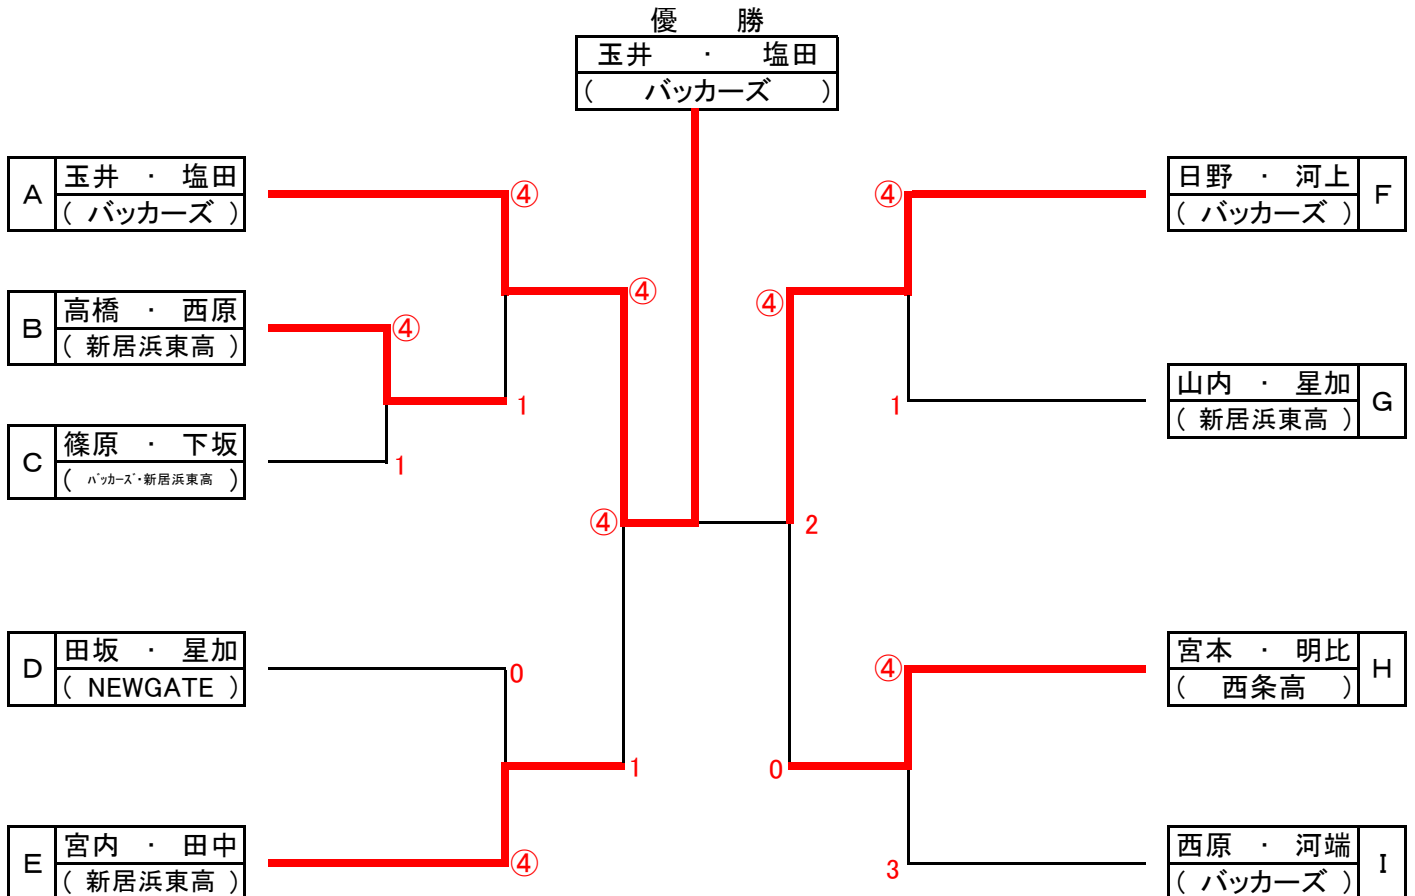 優　勝
玉井 ・ 塩田
( バッカーズ )
A
玉井 ・ 塩田
( バッカーズ )
B
高橋 ・ 西原
( 新居浜東高 )
C
篠原 ・ 下坂
( ﾊﾞｯｶｰｽﾞ・新居浜東高 )
D
田坂 ・ 星加
( NEWGATE )
E
宮内 ・ 田中
( 新居浜東高 )
④
④
④
1
1
④
0
1
④
④
④
1
2
④
0
3
日野 ・ 河上
( バッカーズ )
F
山内 ・ 星加
( 新居浜東高 )
G
宮本 ・ 明比
( 西条高 )
H
西原 ・ 河端
( バッカーズ )
I